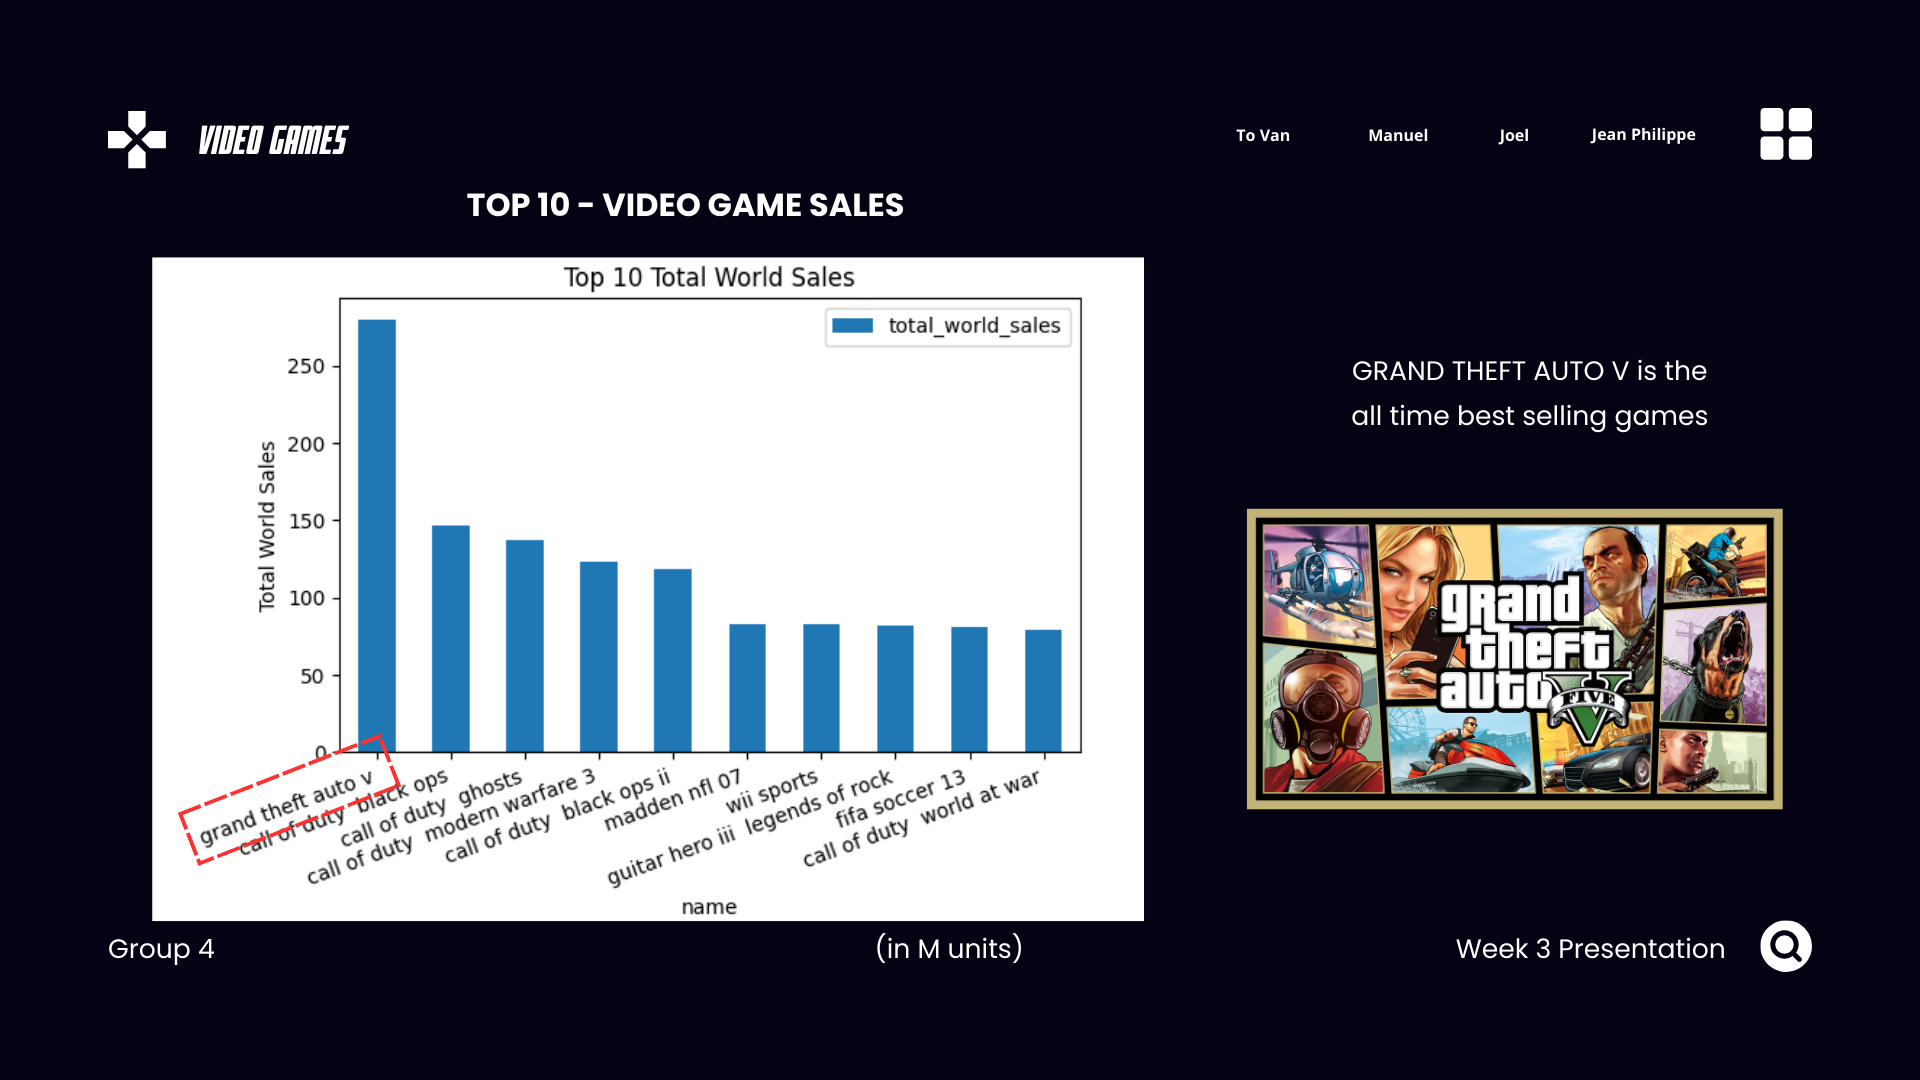 VIDEO GAMES
To Van
Manuel
Joel
Jean Philippe
TOP 10 - VIDEO GAME SALES
Top 10 Total World Sales
total_world_sales
Total World Sales
250
200
150
100
50
0
grand theft auto v
call of duty black ops
call of duty ghosts
call of duty modern warfare 3
call of duty black ops ii
madden nfl 07
wii sports
guitar hero iii legends of rock
fifa soccer 13
call of duty world at war
name
GRAND THEFT AUTO V is the
all time best selling games
grand
theft
auto V
FIVE
Group 4
(in M units)
Week 3 Presentation